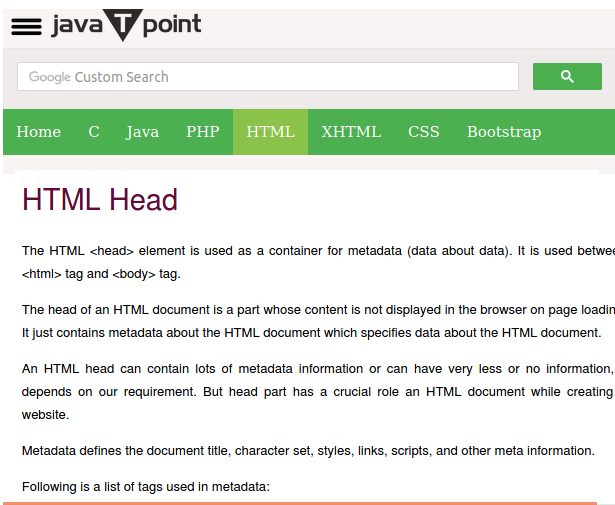 java T point
Google Custom Search
Home C Java PHP HTML XHTML CSS Bootstrap
HTML Head
The HTML <head> element is used as a container for metadata (data about data). It is used
<html> tag and <body> tag.
The head of an HTML document is a part whose content is not displayed in the browser on page
It just contains metadata about the HTML document which specifies data about the HTML document.
An HTML head can contain lots of metadata information or can have very less or no information,
depends on our requirement. But head part has a crucial role an HTML document while creating
website.
Metadata defines the document title, character set, styles, links, scripts, and other meta information.
Following is a list of tags used in metadata: